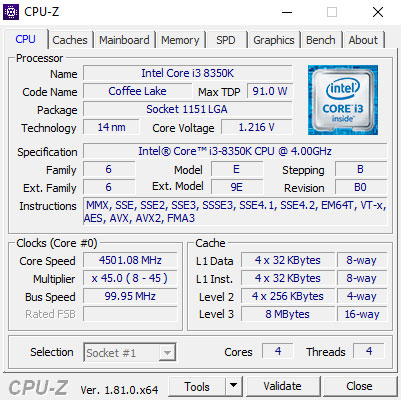 CPU-Z
CPU Caches Mainboard Memory SPD Graphics Bench About
Processor
Name Intel Core i3 8350K
Code Name Coffee Lake Max TDP 91.0 W
Package Socket 1151 LGA
Technology 14 nm Core Voltage 1.216 V
intel
CORE i3
inside™
Specification Intel® Core™ i3-8350K CPU @ 4.00GHz
Family 6 Model E Stepping B
Ext. Family 6 Ext. Model 9E Revision B0
Instructions MMX, SSE, SSE2, SSE3, SSSE3, SSE4.1, SSE4.2, EM64T, VT-x,
AES, AVX, AVX2, FMA3
Clocks (Core #0)
Core Speed 4501.08 MHz
Multiplier x 45.0 ( 8 - 45 )
Bus Speed 99.95 MHz
Rated FSB
Cache
L1 Data 4 x 32 KBytes 8-way
L1 Inst. 4 x 32 KBytes 8-way
Level 2 4 x 256 KBytes 4-way
Level 3 8 MBytes 16-way
Selection Socket #1 Cores 4 Threads 4
CPU-Z Ver. 1.81.0.x64 Tools Validate Close